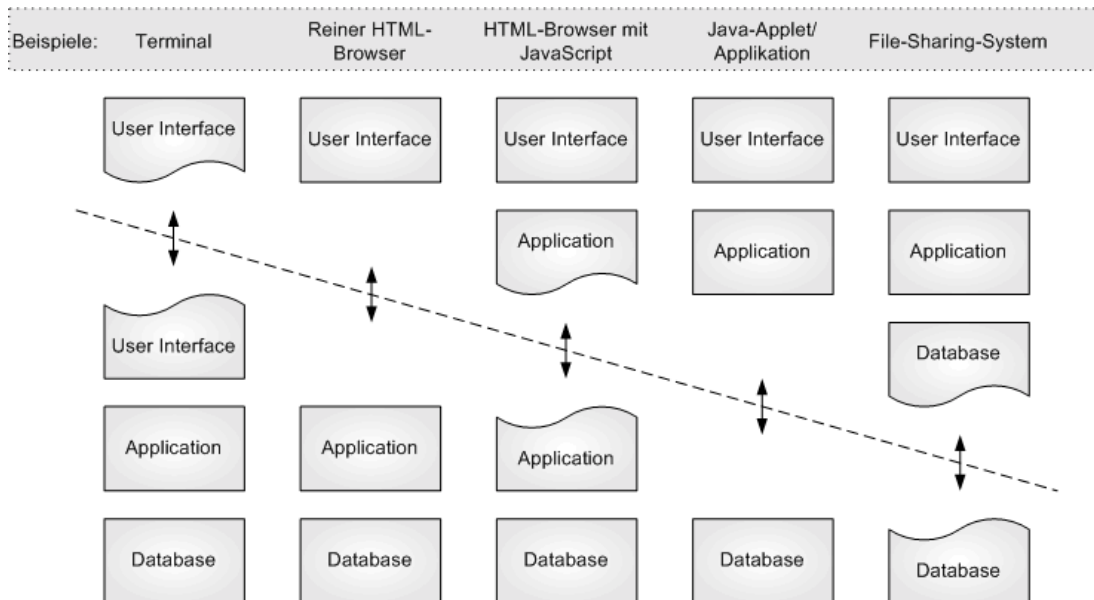 Beispiele:
Terminal
Reiner HTML-
Browser
HTML-Browser mit
JavaScript
Java-Applet/
Applikation
File-Sharing-System
User Interface
User Interface
User Interface
User Interface
User Interface
Application
Application
Application
User Interface
Database
Application
Application
Application
Database
Database
Database
Database
Database